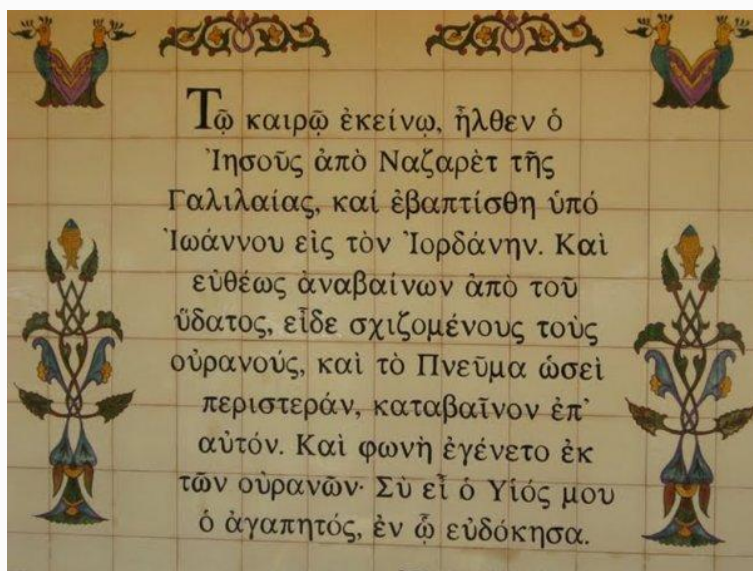 Τῷ καιρῷ ἐκείνῳ, ἦλθεν ὁ
Ἰησοῦς ἀπὸ Ναζαρὲτ τῆς
Γαλιλαίας, καί ἐβαπτίσθη ὑπό
Ἰωάννου εἰς τὸν Ἰορδάνην. Καὶ
εὐθέως ἀναβαίνων ἀπὸ τοῦ
ὕδατος, εἶδε σχιζομένους τοὺς
οὐρανούς, καὶ τὸ Πνεῦμα ὡσεὶ
περιστεράν, καταβαῖνον ἐπ’
αὐτόν. Καὶ φωνὴ ἐγένετο ἐκ
τῶν οὐρανῶν· Σὺ εἶ ὁ Υἱός μου
ὁ ἀγαπητός, ἐν ᾧ εὐδόκησα.